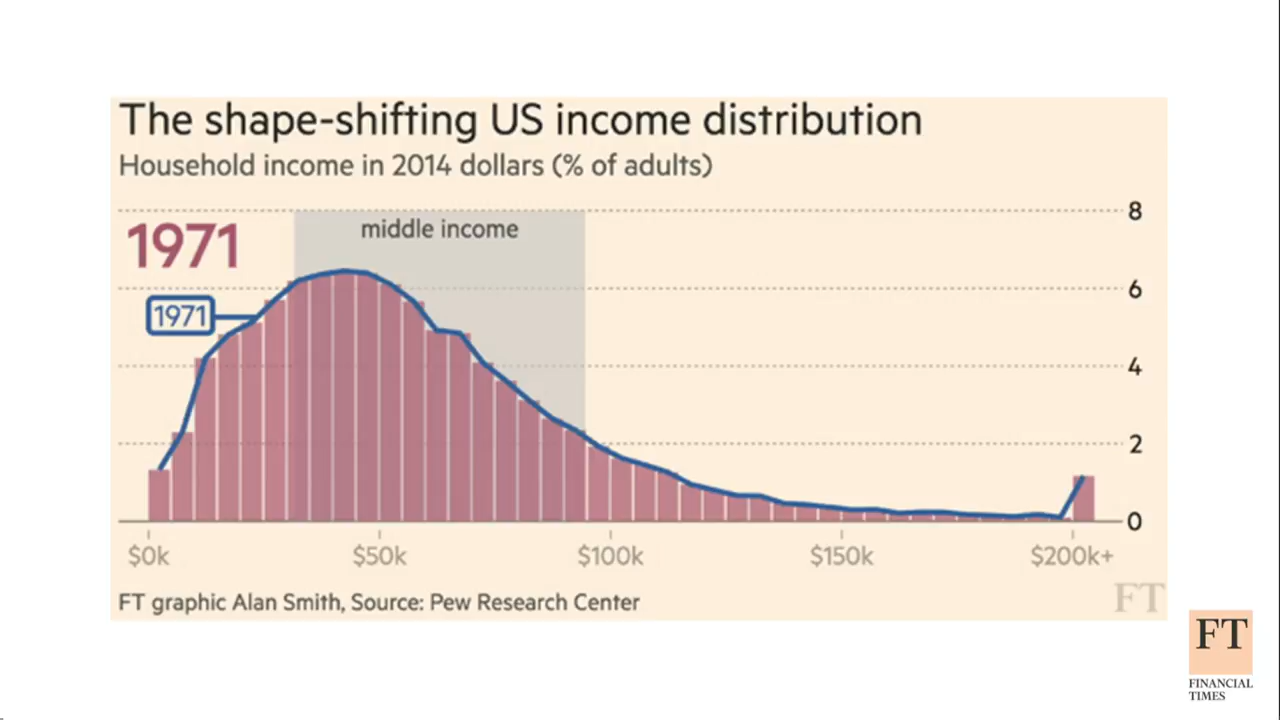 The shape-shifting US income distribution
Household income in 2014 dollars (% of adults)
1971
middle income
8
1971
6
4
2
0
$0k
$50k
$100k
$150k
$200k+
FT graphic Alan Smith, Source: Pew Research Center
FT
FT
FINANCIAL
TIMES